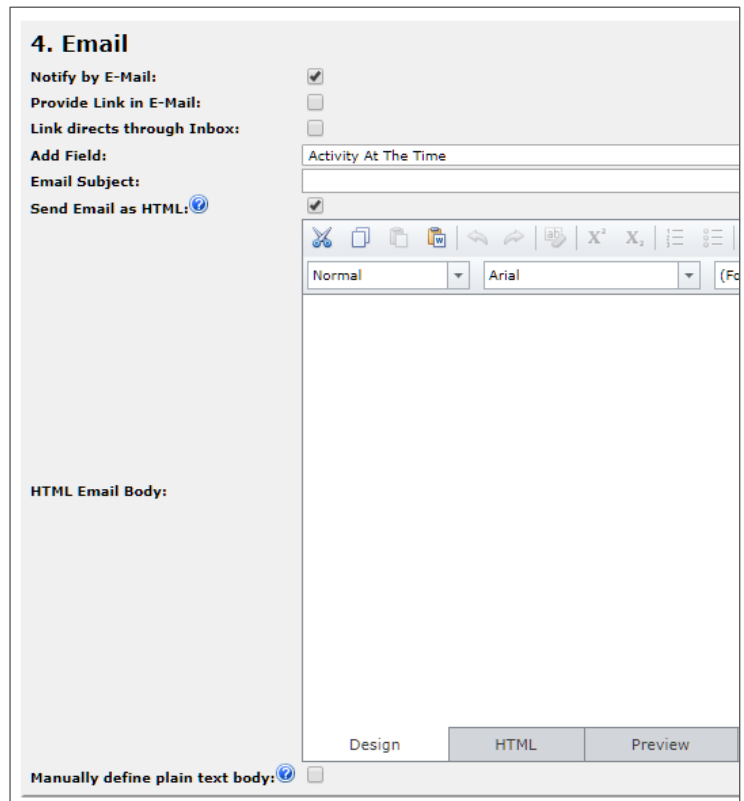 4. Email
Notify by E-Mail:
Provide Link in E-Mail:
Link directs through Inbox:
Add Field: Activity At The Time
Email Subject:
Send Email as HTML:
Normal Arial (Fo
HTML Email Body:
Design HTML Preview
Manually define plain text body: